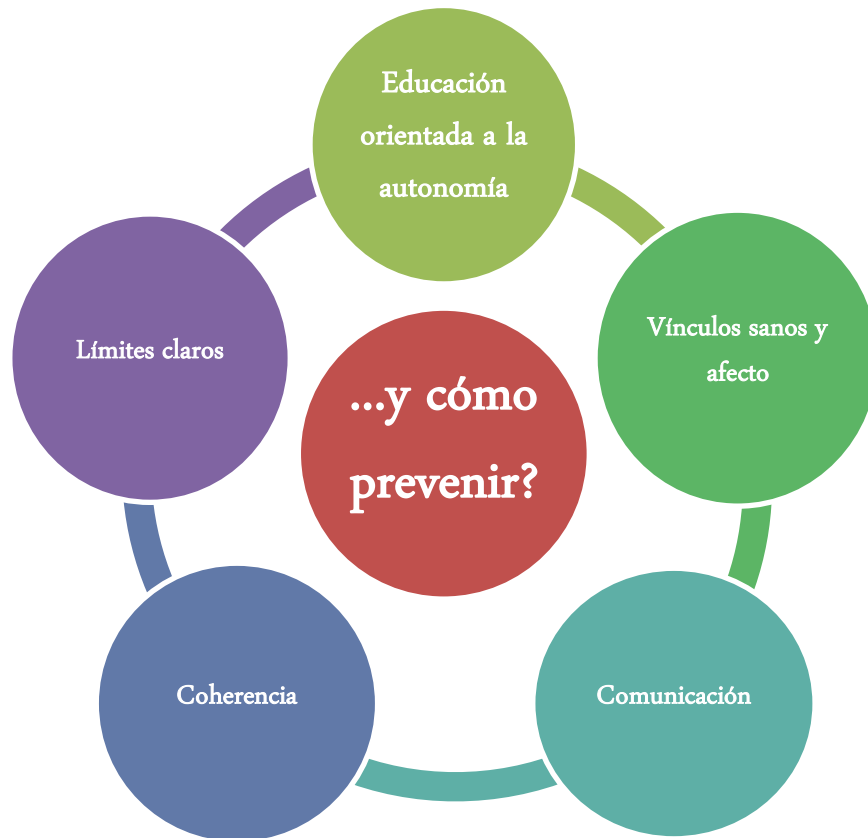 Educación
orientada a la
autonomía
Vínculos sanos y
afecto
Límites claros
...y cómo
prevenir?
Coherencia
Comunicación